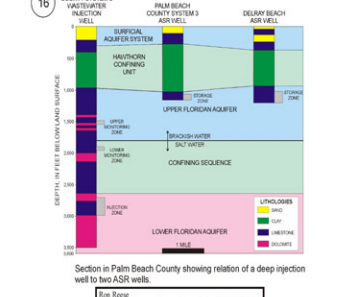 16
WASTEWATER
INJECTION
WELL
PALM BEACH
COUNTY SYSTEM 3
ASR WELL
DELRAY BEACH
ASR WELL
SURFICIAL
AQUIFER SYSTEM
HAWTHORN
CONFINING
UNIT
STORAGE
ZONE
STORAGE
ZONE
UPPER FLORIDAN AQUIFER
UPPER
MONITORING
ZONE
BRACKISH WATER
SALT WATER
LOWER
MONITORING
ZONE
CONFINING SEQUENCE
INJECTION
ZONE
LOWER FLORIDAN AQUIFER
1 MILE
LITHOLOGIES
SAND
CLAY
LIMESTONE
DOLOMITE
DEPTH, IN FEET BELOW LAND SURFACE
0
500
1,000
1,500
2,000
2,500
3,000
3,500
Section in Palm Beach County showing relation of a deep injection
well to two ASR wells.
Ron Reese